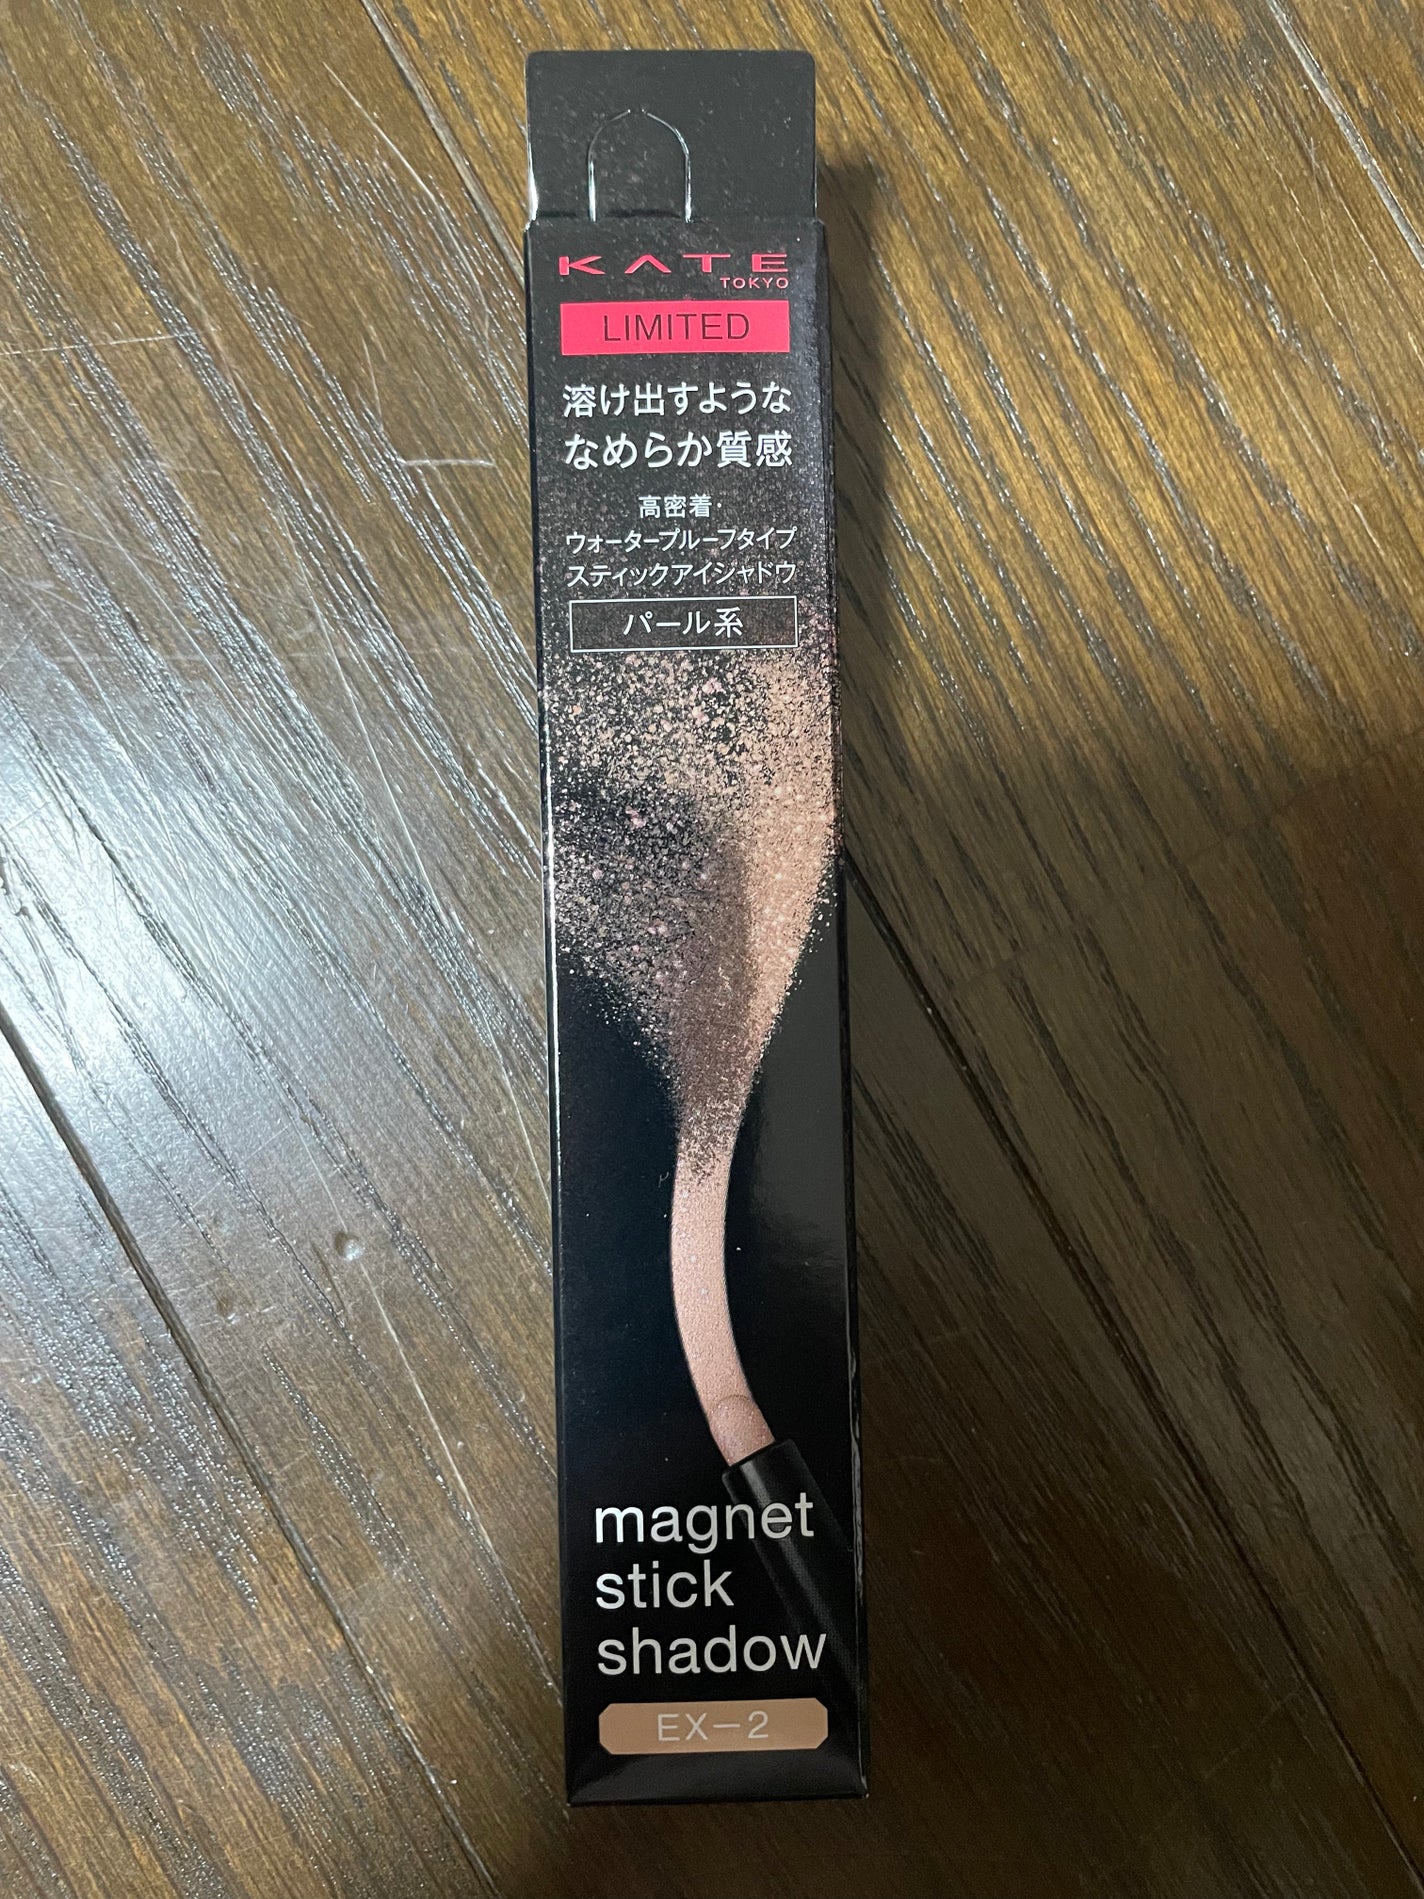 KATE
TOKYO
LIMITED
溶け出すような
なめらか質感
高密着・
ウォータープルーフタイプ
スティックアイシャドウ
パール系
magnet
stick
shadow
EX-2